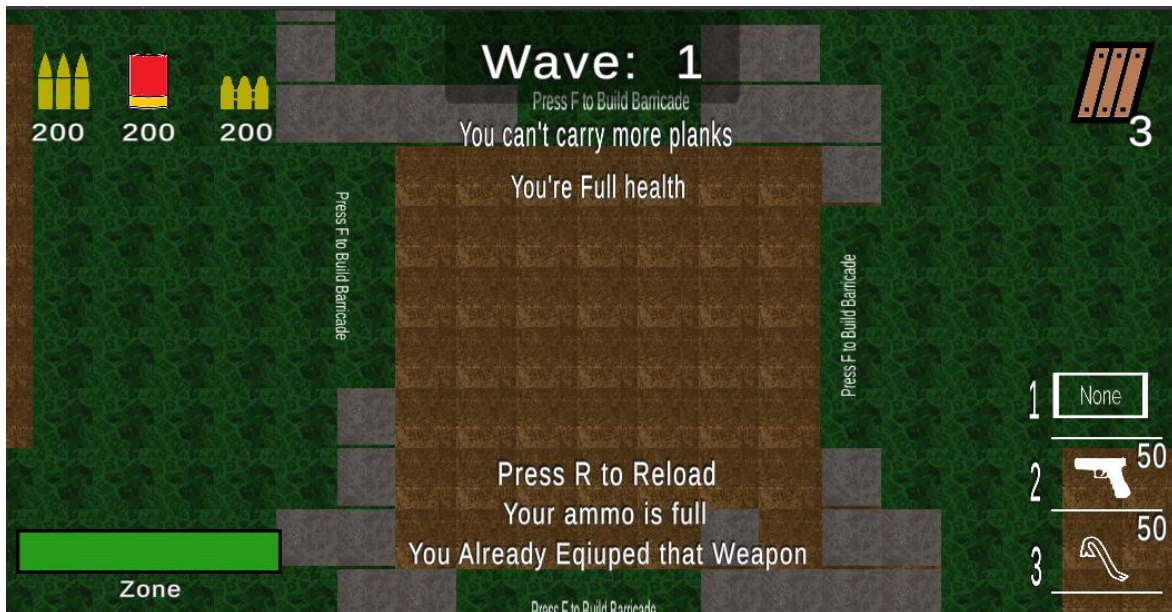 Wave: 1
Press F to Build Barricade
You can't carry more planks
You're Full health
200
200
200
3
Press F to Build Barricade
Press F to Build Barricade
1
None
2
50
3
50
Press R to Reload
Your ammo is full
You Already Eqiuped that Weapon
Zone
Press F to Build Barricade